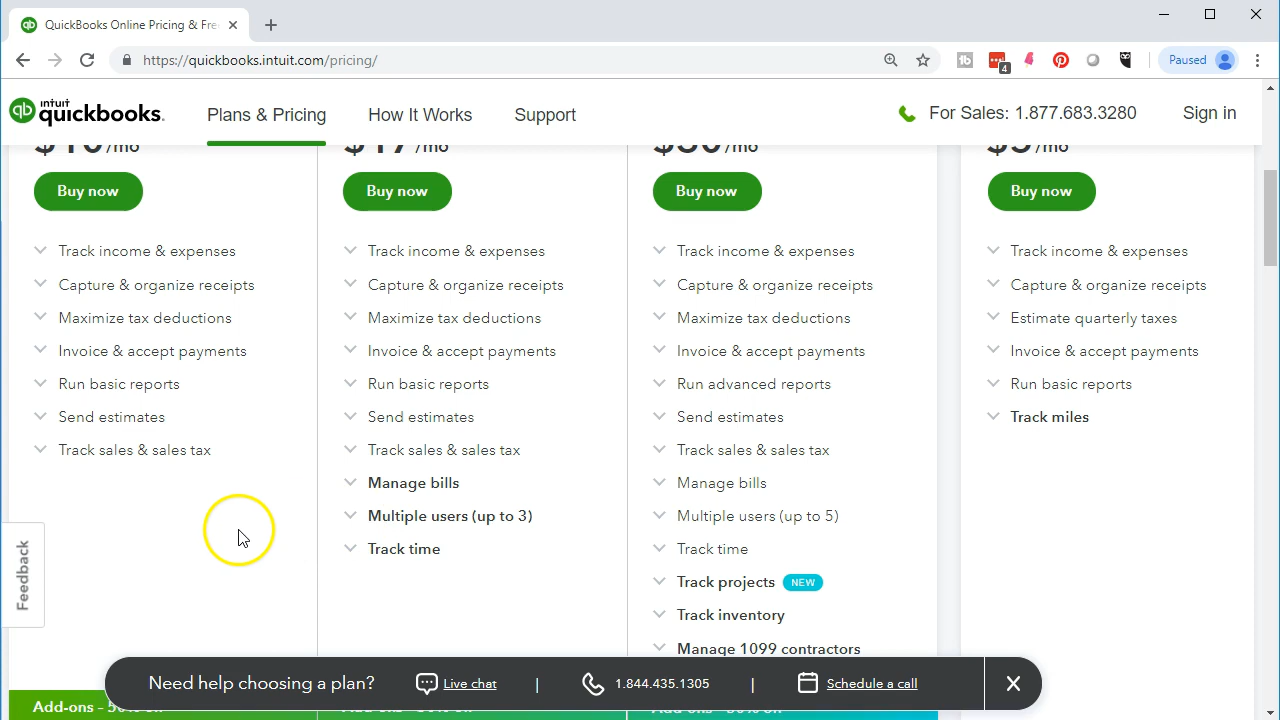 QuickBooks Online Pricing & Fre
https://quickbooks.intuit.com/pricing/
4
Paused
qb intuit quickbooks.
Plans & Pricing
How It Works
Support
For Sales: 1.877.683.3280
Sign in
/mo
/mo
/mo
/mo
Buy now
Buy now
Buy now
Buy now
Track income & expenses
Capture & organize receipts
Maximize tax deductions
Invoice & accept payments
Run basic reports
Send estimates
Track sales & sales tax
Track income & expenses
Capture & organize receipts
Maximize tax deductions
Invoice & accept payments
Run basic reports
Send estimates
Track sales & sales tax
Manage bills
Multiple users (up to 3)
Track time
Track income & expenses
Capture & organize receipts
Maximize tax deductions
Invoice & accept payments
Run advanced reports
Send estimates
Track sales & sales tax
Manage bills
Multiple users (up to 5)
Track time
Track projects NEW
Track inventory
Manage 1099 contractors
Track income & expenses
Capture & organize receipts
Estimate quarterly taxes
Invoice & accept payments
Run basic reports
Track miles
Feedback
Need help choosing a plan?
Live chat
|
1.844.435.1305
|
Schedule a call
Add-ons -